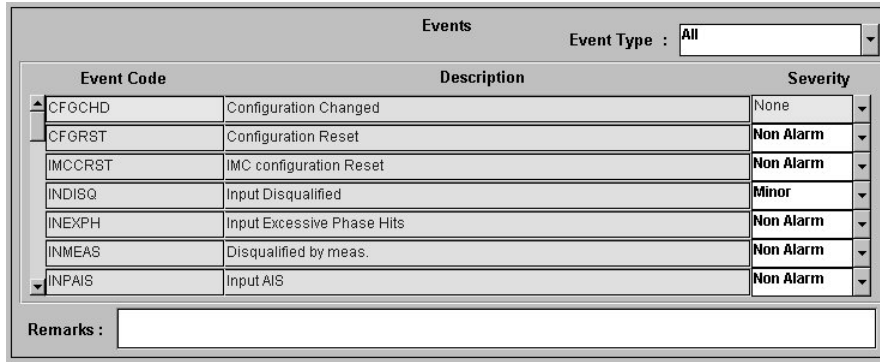 Events
Event Type : All
Event Code Description Severity
CFGCHD Configuration Changed None
CFGRST Configuration Reset Non Alarm
IMCCRST IMC configuration Reset Non Alarm
INDISQ Input Disqualified Minor
INEXPH Input Excessive Phase Hits Non Alarm
INMEAS Disqualified by meas. Non Alarm
INPAIS Input AIS Non Alarm
Remarks :